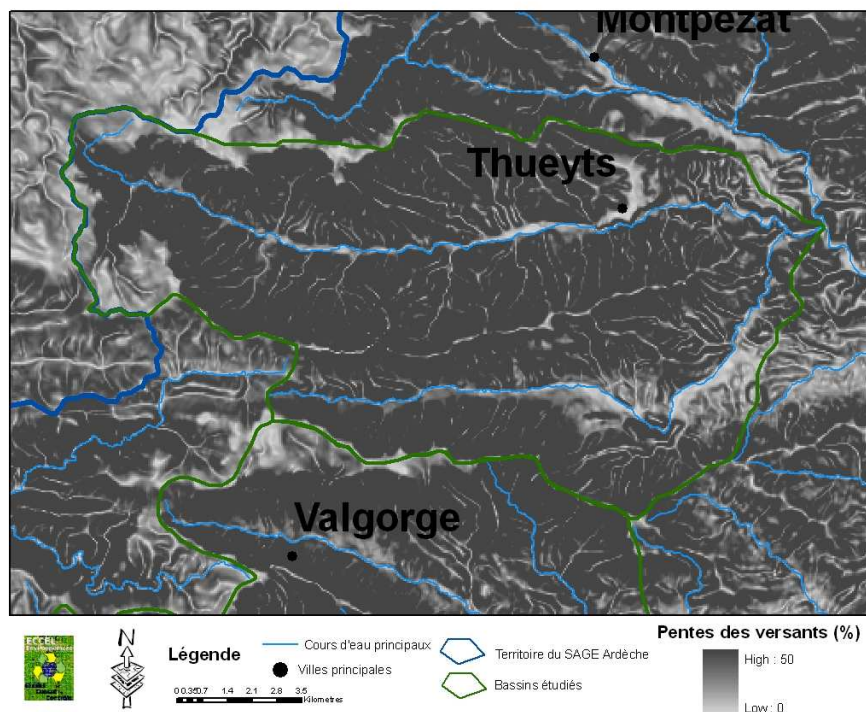 Montpezat
Thueyts
Valgorge
ECCEL
N
Légende
Cours d'eau principaux
Villes principales
0 0.35 0.7 1.4 2.1 2.8 3.5
Kilometres
Territoire du SAGE Ardèche
Bassins étudiés
Pentes des versants (%)
High : 50
Low : 0